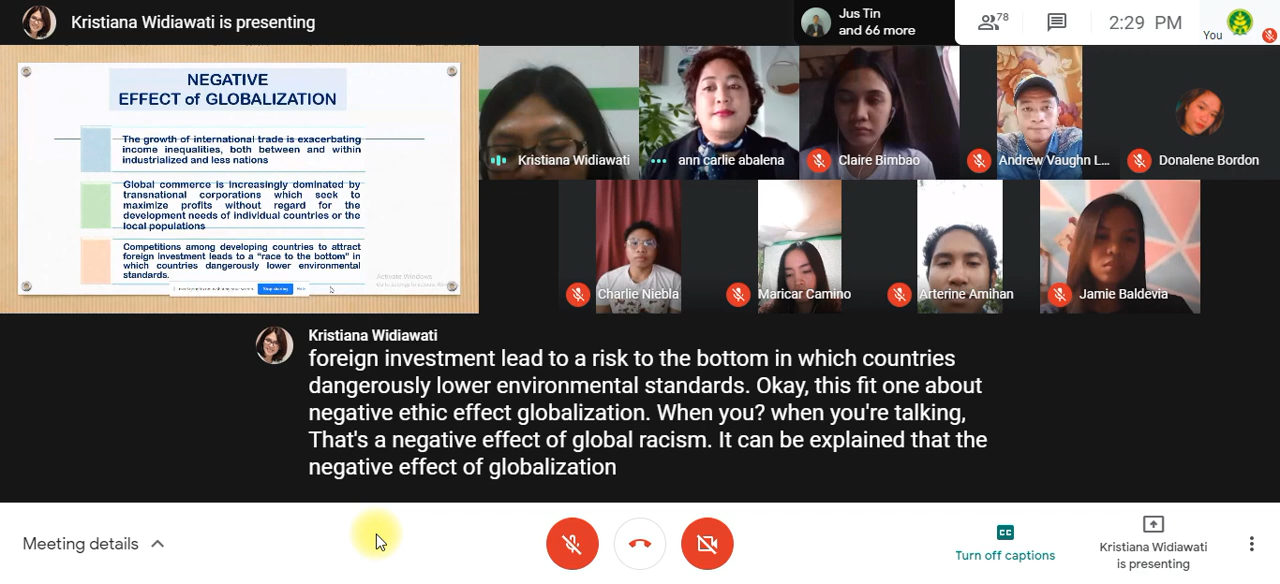 Kristiana Widiawati is presenting
Jus Tin
and 66 more
78
2:29 PM
You
NEGATIVE
EFFECT of GLOBALIZATION
The growth of international trade is exacerbating
income inequalities, both between and within
industrialized and less nations
Global commerce is increasingly dominated by
transnational corporations which seek to
maximize profits without regard for the
development needs of individual countries or the
local populations
Competitions among developing countries to attract
foreign investment leads to a "race to the bottom" in
which countries dangerously lower environmental
standards.
Activate Windows
Stop sharing
Hide
Kristiana Widiawati
ann carlie abalena
Claire Bimbao
Andrew Vaughn L...
Donalene Bordon
Charlie Niebla
Maricar Camino
Arterine Amihan
Jamie Baldevia
Kristiana Widiawati
foreign investment lead to a risk to the bottom in which countries
dangerously lower environmental standards. Okay, this fit one about
negative ethic effect globalization. When you? when you're talking,
That's a negative effect of global racism. It can be explained that the
negative effect of globalization
Meeting details
CC
Turn off captions
Kristiana Widiawati
is presenting